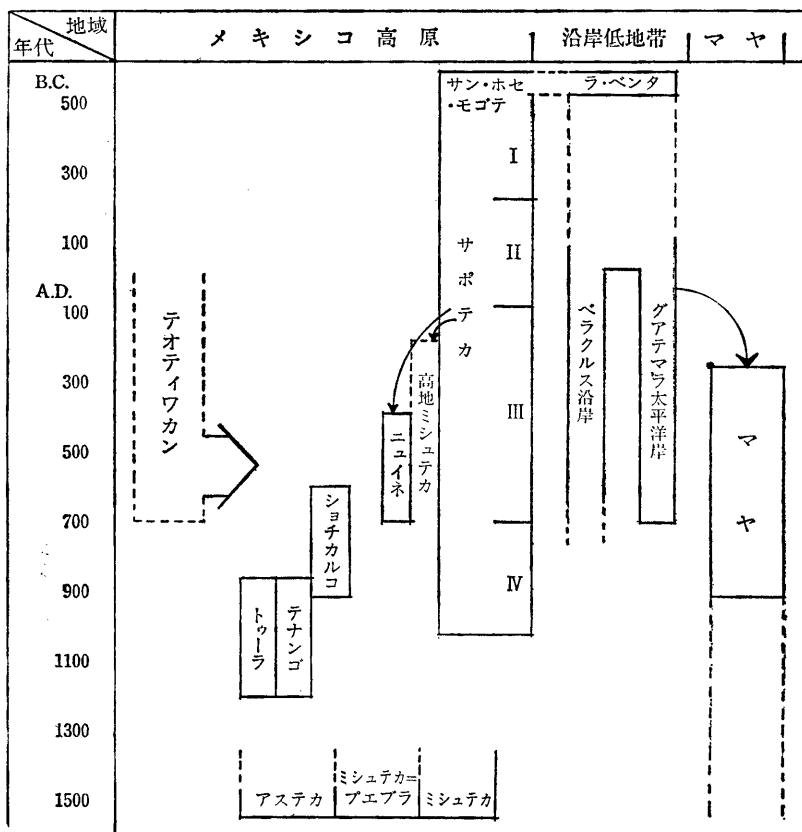 地域
年代
メキシコ高原
沿岸低地帯
マヤ
B.C.
500
300
100
A.D.
100
300
500
700
900
1100
1300
1500
テオティワカン
トゥーラ
テナンゴ
ショチカルコ
ニュイネ
高地ミシュテカ
サン・ホセ
・モゴテ
サポテカ
I
II
III
IV
ラ・ベンタ
ベラクルス沿岸
グアテマラ太平洋岸
マヤ
アステカ
ミシュテカ=
プエブラ
ミシュテカ